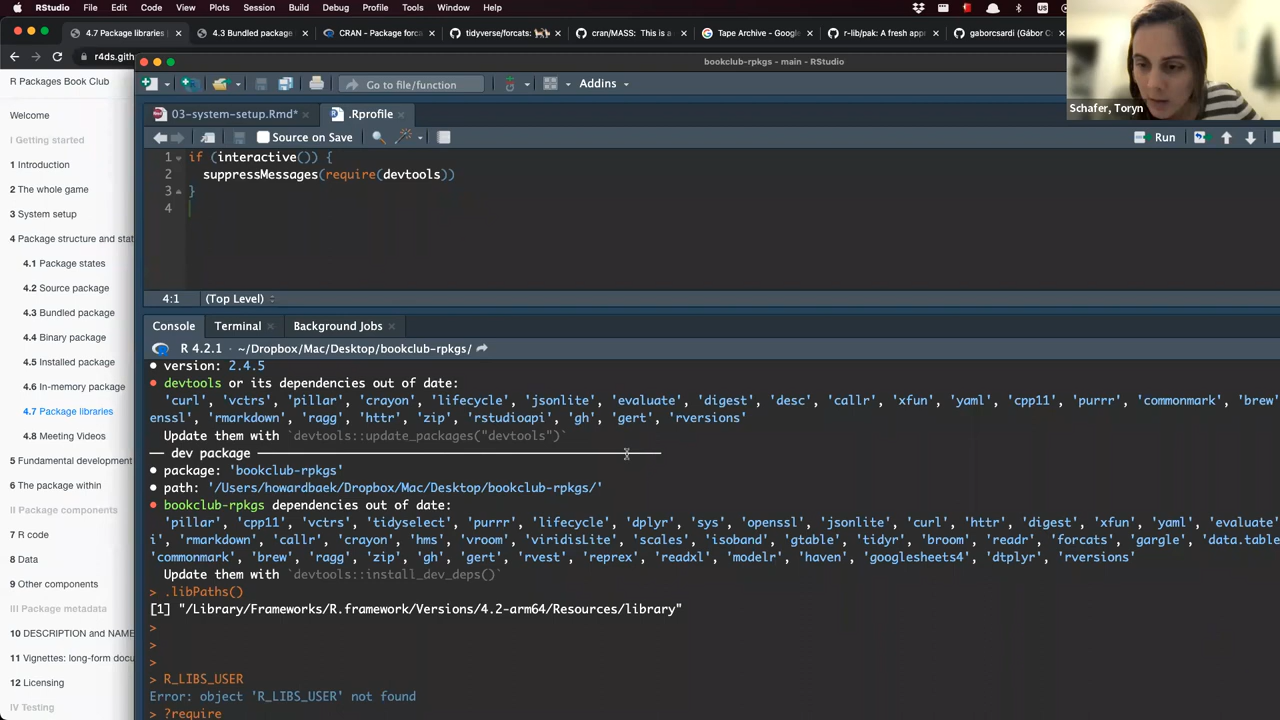 RStudio File Edit Code View Plots Session Build Debug Profile Tools Window Help
4.7 Package libraries
4.3 Bundled package
CRAN - Package forca
tidyverse/forcats:
cran/MASS: This is a
Tape Archive - Google
r-lib/pak: A fresh app
gaborcsardi (Gábor C
r4ds.gith
bookclub-rpkgs - main - RStudio
R Packages Book Club
Welcome
I Getting started
1 Introduction
2 The whole game
3 System setup
4 Package structure and stat
4.1 Package states
4.2 Source package
4.3 Bundled package
4.4 Binary package
4.5 Installed package
4.6 In-memory package
4.7 Package libraries
4.8 Meeting Videos
5 Fundamental development
6 The package within
II Package components
7 R code
8 Data
9 Other components
III Package metadata
10 DESCRIPTION and NAME
11 Vignettes: long-form docu
12 Licensing
IV Testing
Go to file/function
Addins
03-system-setup.Rmd*
.Rprofile
Source on Save
Run
1 if (interactive()) {
2 suppressMessages(require(devtools))
3 }
4
4:1 (Top Level)
Console Terminal Background Jobs
R 4.2.1 · ~/Dropbox/Mac/Desktop/bookclub-rpkgs/
● version: 2.4.5
● devtools or its dependencies out of date:
'curl', 'vctrs', 'pillar', 'crayon', 'lifecycle', 'jsonlite', 'evaluate', 'digest', 'desc', 'callr', 'xfun', 'yaml', 'cpp11', 'purrr', 'commonmark', 'brew'
enssl', 'rmarkdown', 'ragg', 'httr', 'zip', 'rstudioapi', 'gh', 'gert', 'rversions'
Update them with `devtools::update_packages("devtools")`
── dev package ──
● package: 'bookclub-rpkgs'
● path: '/Users/howardbaek/Dropbox/Mac/Desktop/bookclub-rpkgs/'
● bookclub-rpkgs dependencies out of date:
'pillar', 'cpp11', 'vctrs', 'tidyselect', 'purrr', 'lifecycle', 'dplyr', 'sys', 'openssl', 'jsonlite', 'curl', 'httr', 'digest', 'xfun', 'yaml', 'evaluate'
i', 'rmarkdown', 'callr', 'crayon', 'hms', 'vroom', 'viridisLite', 'scales', 'isoband', 'gtable', 'tidyr', 'broom', 'readr', 'forcats', 'gargle', 'data.table
'commonmark', 'brew', 'ragg', 'zip', 'gh', 'gert', 'rvest', 'reprex', 'readxl', 'modelr', 'haven', 'googlesheets4', 'dtplyr', 'rversions'
Update them with `devtools::install_dev_deps()`
> .libPaths()
[1] "/Library/Frameworks/R.framework/Versions/4.2-arm64/Resources/library"
>
>
>
> R_LIBS_USER
Error: object 'R_LIBS_USER' not found
> ?require
Schafer, Toryn